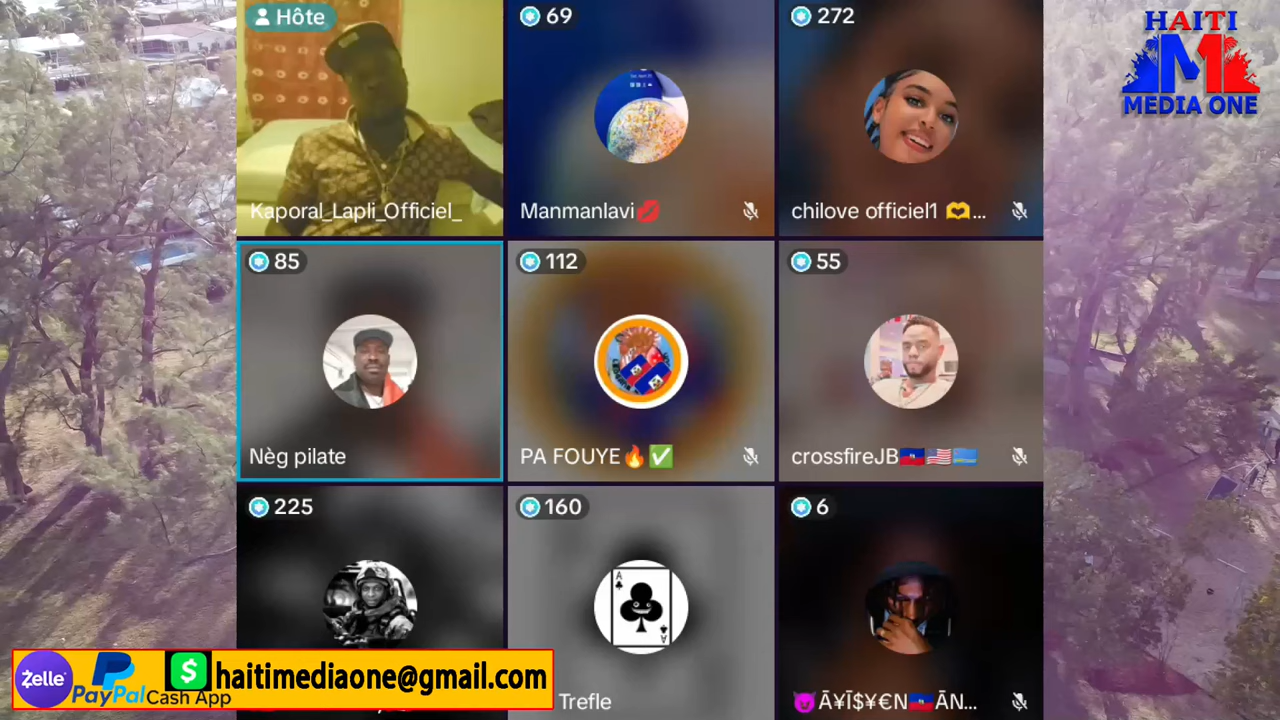 Hôte
69
272
HAITI
M
MEDIA ONE
Kaporal_Lapli_Officiel_
Manmanlavi💋
chilove officiel1 🫶...
85
112
55
Nèg pilate
PA FOUYE🔥✅
crossfireJB🇭🇹🇺🇸🇦🇼
225
160
6
A
A
Zelle
PayPal
$
Cash App
haitimediaone@gmail.com
Trefle
😈Ã¥Ĩ$¥€N🇭🇹ÃN...